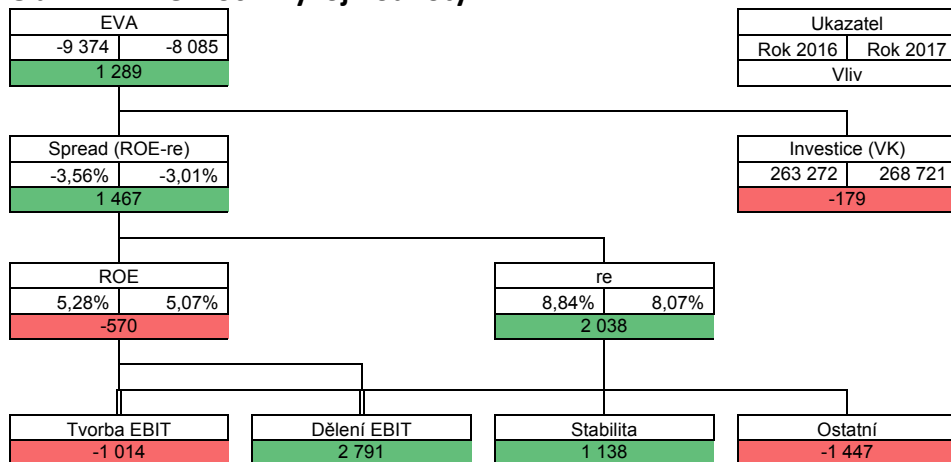 EVA
-9 374 -8 085
1 289
Ukazatel
Rok 2016 Rok 2017
Vliv
Spread (ROE-re)
-3,56% -3,01%
1 467
Investice (VK)
263 272 268 721
-179
ROE
5,28% 5,07%
-570
re
8,84% 8,07%
2 038
Tvorba EBIT
-1 014
Dělení EBIT
2 791
Stabilita
1 138
Ostatní
-1 447